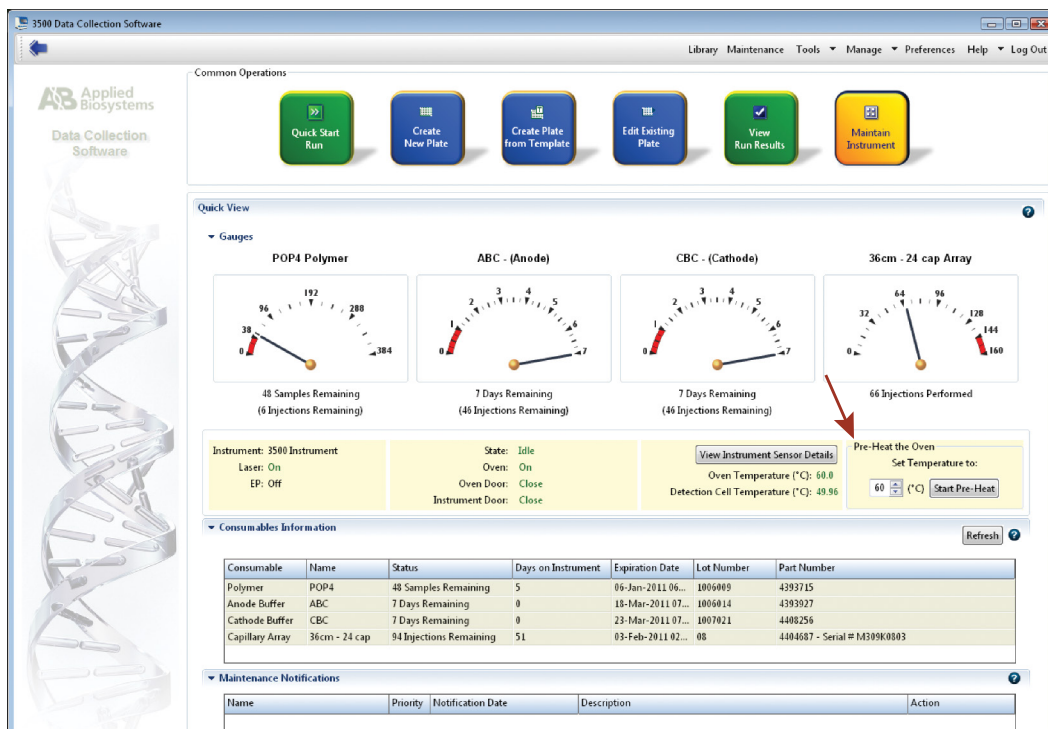 3500 Data Collection Software
Library Maintenance Tools Manage Preferences Help Log Out
Applied
Biosystems
Data Collection
Software
Common Operations
Quick Start
Run
Create
New Plate
Create Plate
from Template
Edit Existing
Plate
View
Run Results
Maintain
Instrument
Quick View
Gauges
POP4 Polymer
0 38 96 192 288 384
48 Samples Remaining
(6 Injections Remaining)
ABC - (Anode)
0 1 2 3 4 5 6 7
7 Days Remaining
(46 Injections Remaining)
CBC - (Cathode)
0 1 2 3 4 5 6 7
7 Days Remaining
(46 Injections Remaining)
36cm - 24 cap Array
0 32 64 96 128 144 160
66 Injections Performed
Instrument: 3500 Instrument
Laser: On
EP: Off
State: Idle
Oven: On
Oven Door: Close
Instrument Door: Close
View Instrument Sensor Details
Oven Temperature (°C): 60.0
Detection Cell Temperature (°C): 49.96
Pre-Heat the Oven
Set Temperature to:
60 (°C) Start Pre-Heat
Consumables Information
Refresh
Consumable Name Status Days on Instrument Expiration Date Lot Number Part Number
Polymer POP4 48 Samples Remaining 5 06-Jan-2011 06... 1006009 4393715
Anode Buffer ABC 7 Days Remaining 0 18-Mar-2011 07... 1006014 4393927
Cathode Buffer CBC 7 Days Remaining 0 23-Mar-2011 07... 1007021 4408256
Capillary Array 36cm - 24 cap 94 Injections Remaining 51 03-Feb-2011 02... 08 4404687 - Serial # M309K0803
Maintenance Notifications
Name Priority Notification Date Description Action